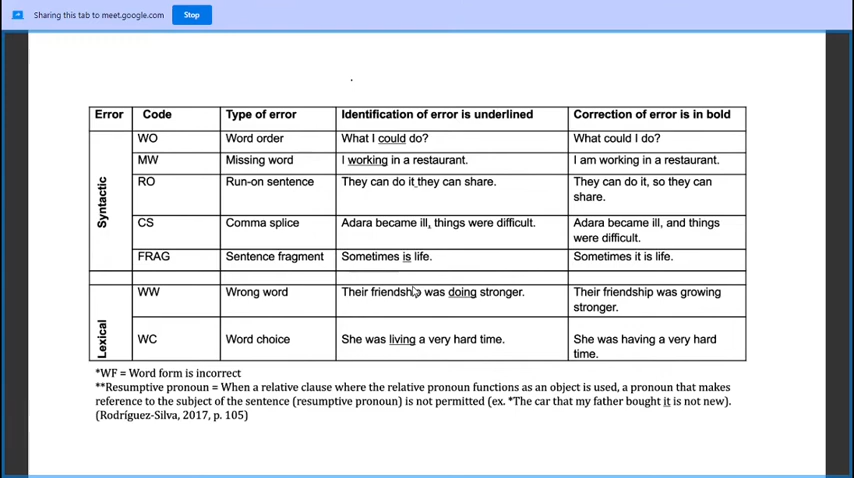 Sharing this tab to meet.google.com Stop
Error Code Type of error Identification of error is underlined Correction of error is in bold
Syntactic
WO Word order What I could do? What could I do?
MW Missing word I working in a restaurant. I am working in a restaurant.
RO Run-on sentence They can do it they can share. They can do it, so they can
share.
CS Comma splice Adara became ill, things were difficult. Adara became ill, and things
were difficult.
FRAG Sentence fragment Sometimes is life. Sometimes it is life.
Lexical
WW Wrong word Their friendship was doing stronger. Their friendship was growing
stronger.
WC Word choice She was living a very hard time. She was having a very hard
time.
*WF = Word form is incorrect
**Resumptive pronoun = When a relative clause where the relative pronoun functions as an object is used, a pronoun that makes
reference to the subject of the sentence (resumptive pronoun) is not permitted (ex. *The car that my father bought it is not new).
(Rodríguez-Silva, 2017, p. 105)